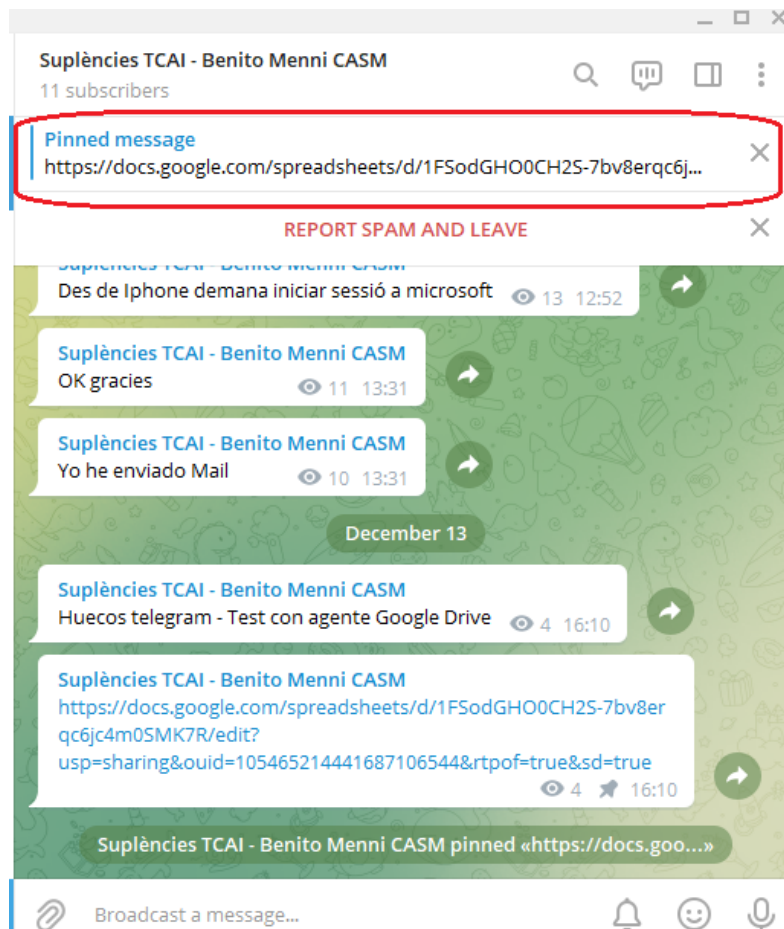 Suplències TCAI - Benito Menni CASM
11 subscribers
Pinned message
https://docs.google.com/spreadsheets/d/1FSodGHO0CH2S-7bv8erqc6j...
REPORT SPAM AND LEAVE
Suplències TCAI - Benito Menni CASM
Des de Iphone demana iniciar sessió a microsoft 13 12:52
Suplències TCAI - Benito Menni CASM
OK gracies 11 13:31
Suplències TCAI - Benito Menni CASM
Yo he enviado Mail 10 13:31
December 13
Suplències TCAI - Benito Menni CASM
Huecos telegram - Test con agente Google Drive 4 16:10
Suplències TCAI - Benito Menni CASM
https://docs.google.com/spreadsheets/d/1FSodGHO0CH2S-7bv8er
qc6jc4m0SMK7R/edit?
usp=sharing&ouid=105465214441687106544&rtpof=true&sd=true
4 16:10
Suplències TCAI - Benito Menni CASM pinned «https://docs.goo...»
Broadcast a message...